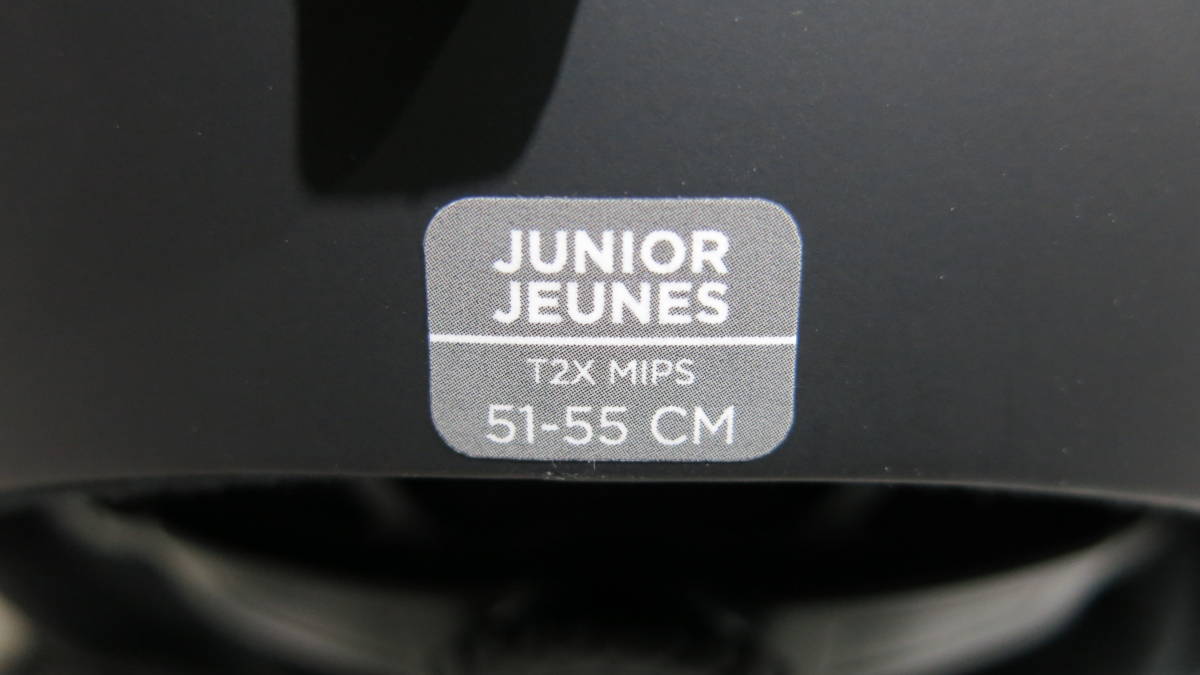 JUNIOR
JEUNES
T2X MIPS
51-55 CM